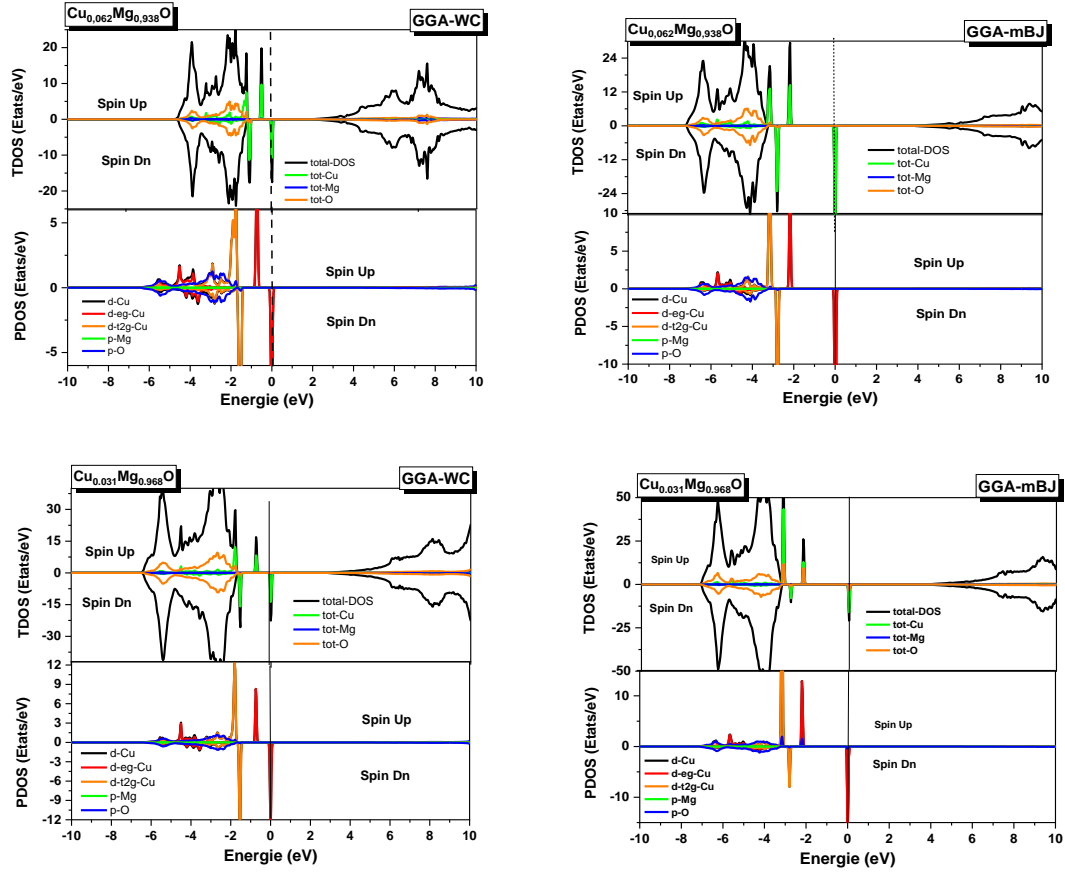 Cu0,062Mg0,938O
GGA-WC
TDOS (Etats/eV)
20
10
0
10
20
Spin Up
Spin Dn
total-DOS
tot-Cu
tot-Mg
tot-O
PDOS (Etats/eV)
5
0
-5
Spin Up
Spin Dn
d-Cu
d-eg-Cu
d-t2g-Cu
p-Mg
p-O
-10 -8 -6 -4 -2 0 2 4 6 8 10
Energie (eV)
Cu0,062Mg0,938O
GGA-mBJ
TDOS (Etats/eV)
24
12
0
-12
-24
Spin Up
Spin Dn
total-DOS
tot-Cu
tot-Mg
tot-O
PDOS (Etats/eV)
10
5
0
-5
-10
Spin Up
Spin Dn
d-Cu
d-eg-Cu
d-t2g-Cu
p-Mg
p-O
-10 -8 -6 -4 -2 0 2 4 6 8 10
Energie (eV)
Cu0.031Mg0.968O
GGA-WC
TDOS (Etats/eV)
30
15
0
-15
-30
Spin Up
Spin Dn
total-DOS
tot-Cu
tot-Mg
tot-O
PDOS (Etats/eV)
12
9
6
3
0
-3
-6
-9
-12
Spin Up
Spin Dn
d-Cu
d-eg-Cu
d-t2g-Cu
p-Mg
p-O
-10 -8 -6 -4 -2 0 2 4 6 8 10
Energie (eV)
Cu0.031Mg0.968O
GGA-mBJ
TDOS (Etats/eV)
50
25
0
-25
-50
Spin Up
Spin Dn
total-DOS
tot-Cu
tot-Mg
tot-O
PDOS (Etats/eV)
10
0
-10
Spin Up
Spin Dn
d-Cu
d-eg-Cu
d-t2g-Cu
p-Mg
p-O
-10 -8 -6 -4 -2 0 2 4 6 8 10
Energie (eV)